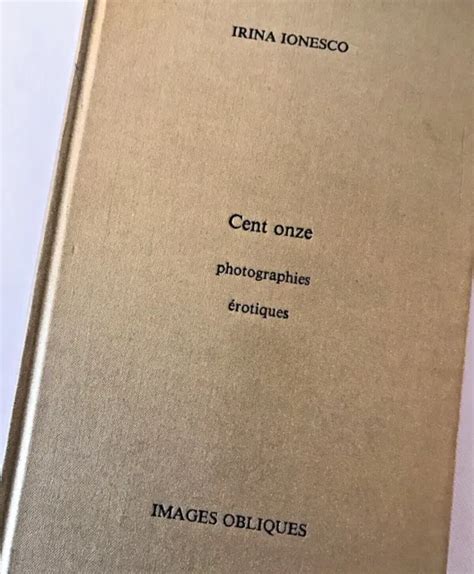 IRINA IONESCO
Cent onze
photographies
érotiques
IMAGES OBLIQUES